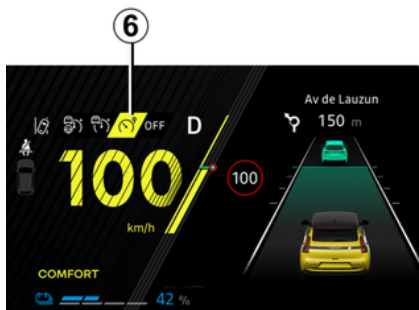 6
Av de Lauzun
150 m
OFF
D
100
100
km/h
COMFORT
42 %